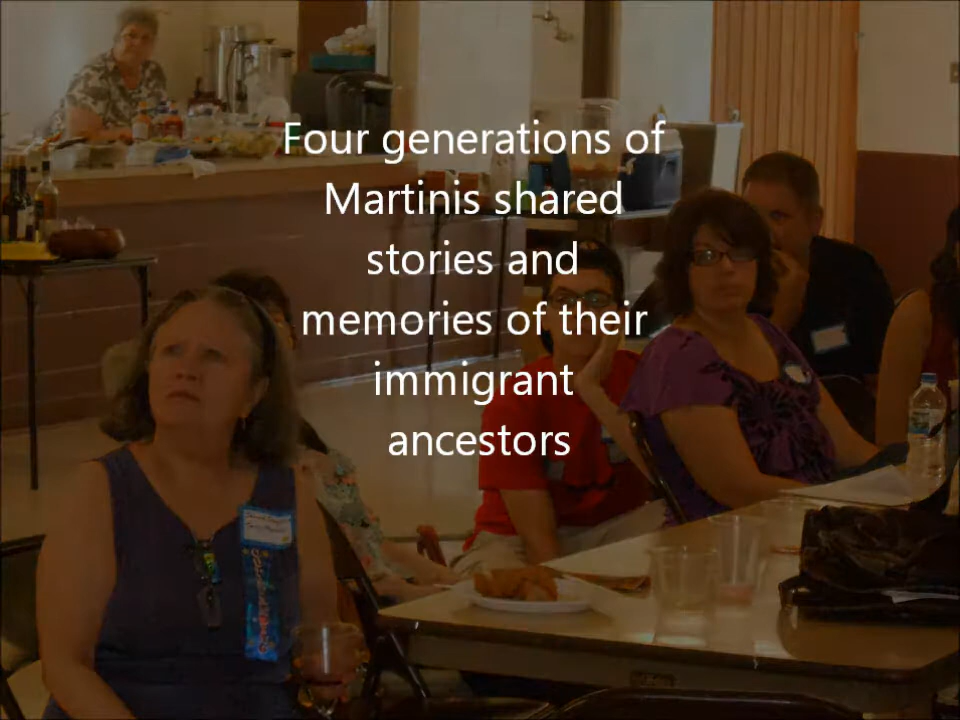 Four generations of
Martinis shared
stories and
memories of their
immigrant
ancestors